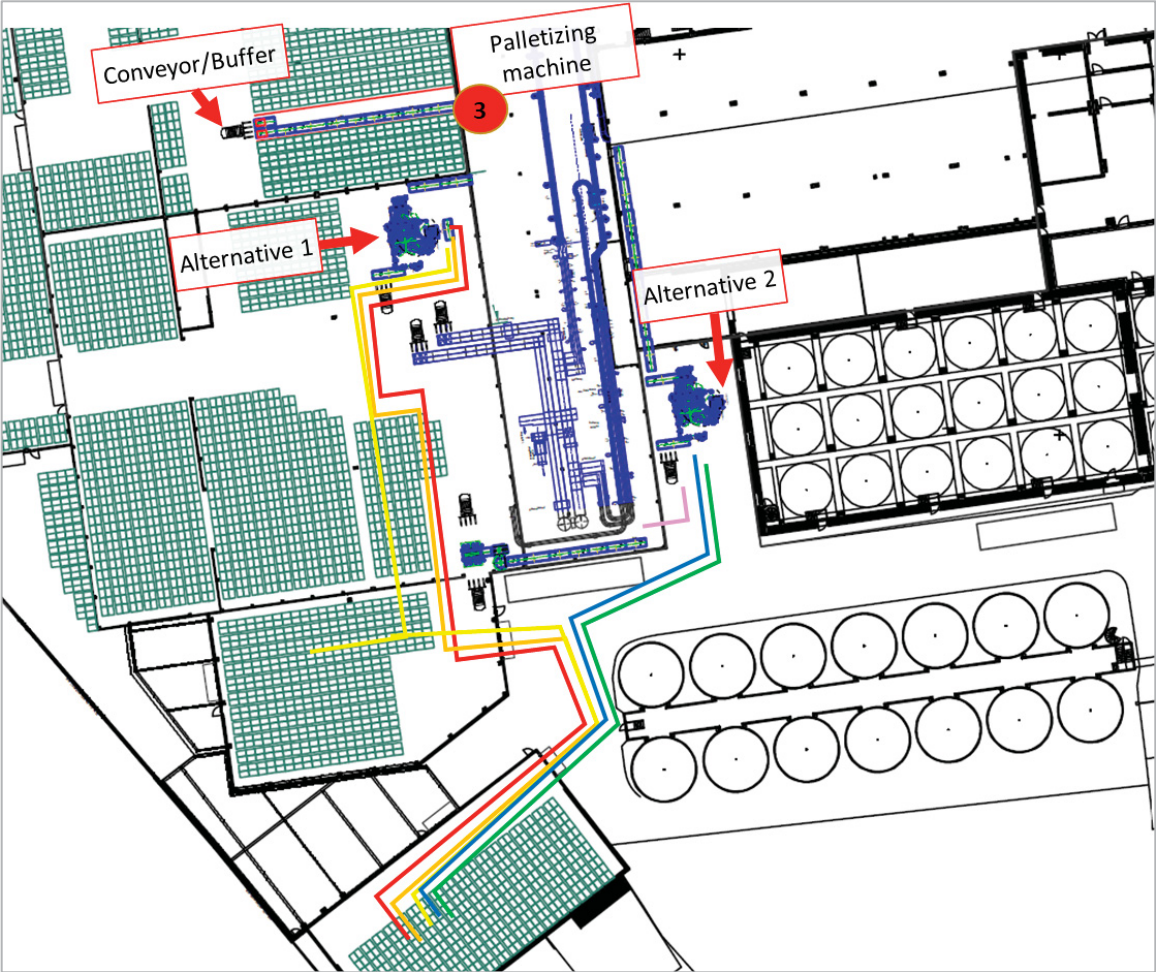 Palletizing
machine
Conveyor/Buffer
3
Alternative 1
Alternative 2